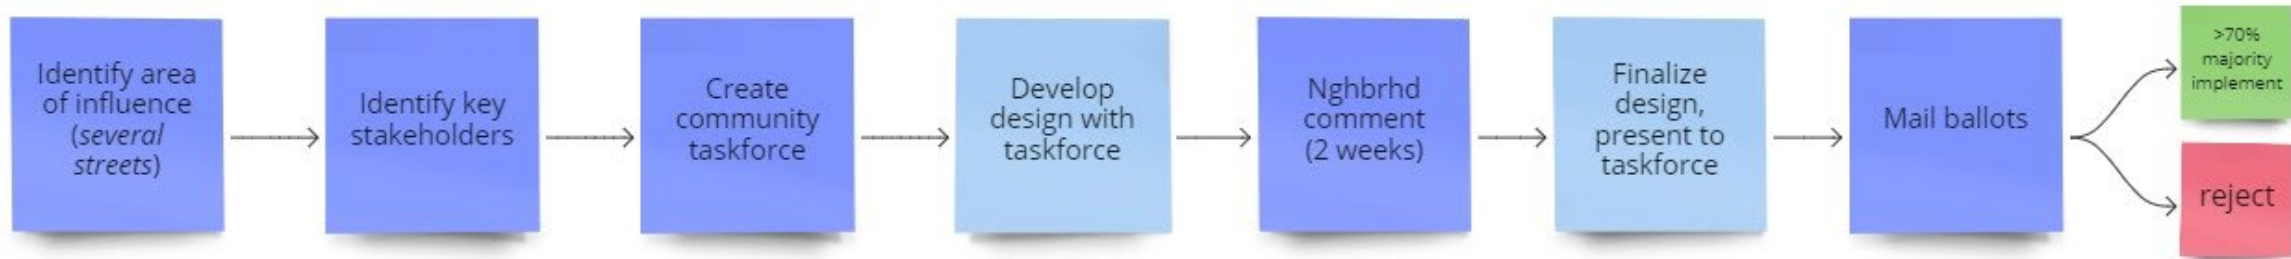 Identify area
of influence
(several
streets)
Identify key
stakeholders
Create
community
taskforce
Develop
design with
taskforce
Nghbrhd
comment
(2 weeks)
Finalize
design,
present to
taskforce
Mail ballots
>70%
majority
implement
reject